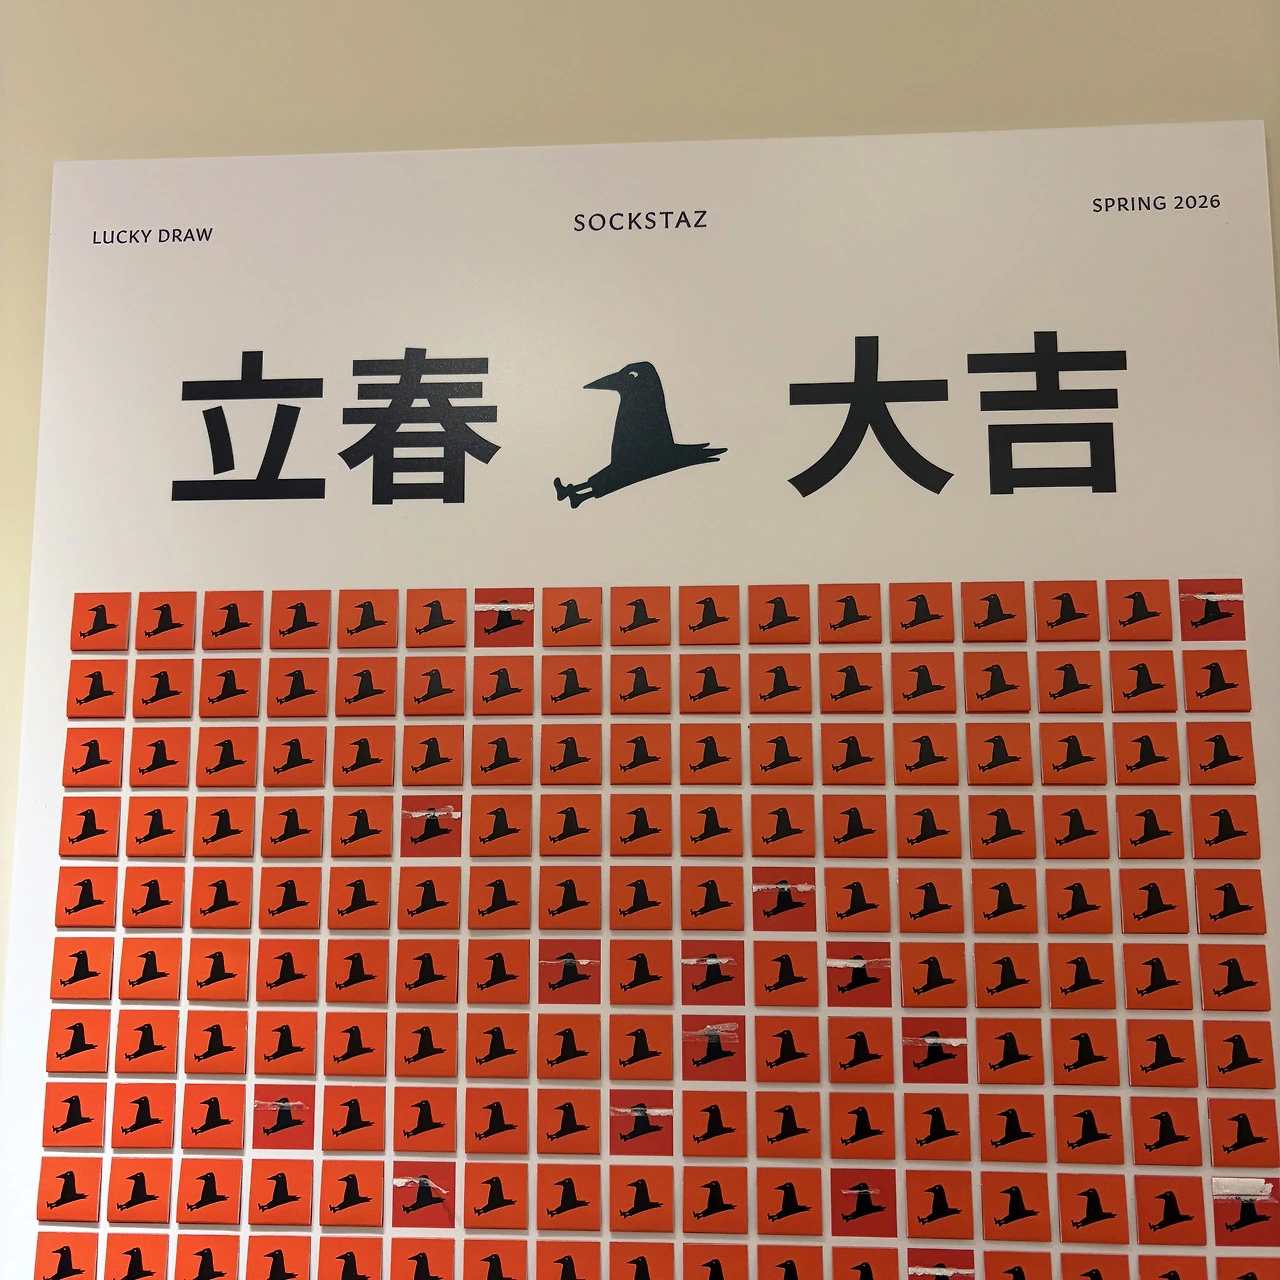 LUCKY DRAW
SOCKSTAZ
SPRING 2026
立春 大吉